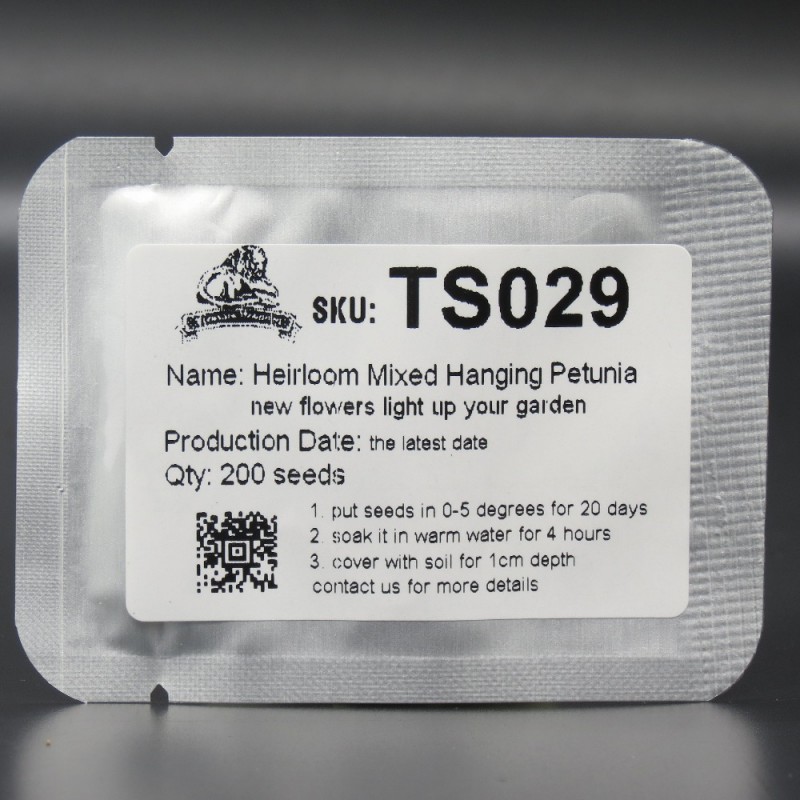 SKU: TS029
Name: Heirloom Mixed Hanging Petunia
new flowers light up your garden
Production Date: the latest date
Qty: 200 seeds
1. put seeds in 0-5 degrees for 20 days
2. soak it in warm water for 4 hours
3. cover with soil for 1cm depth
contact us for more details